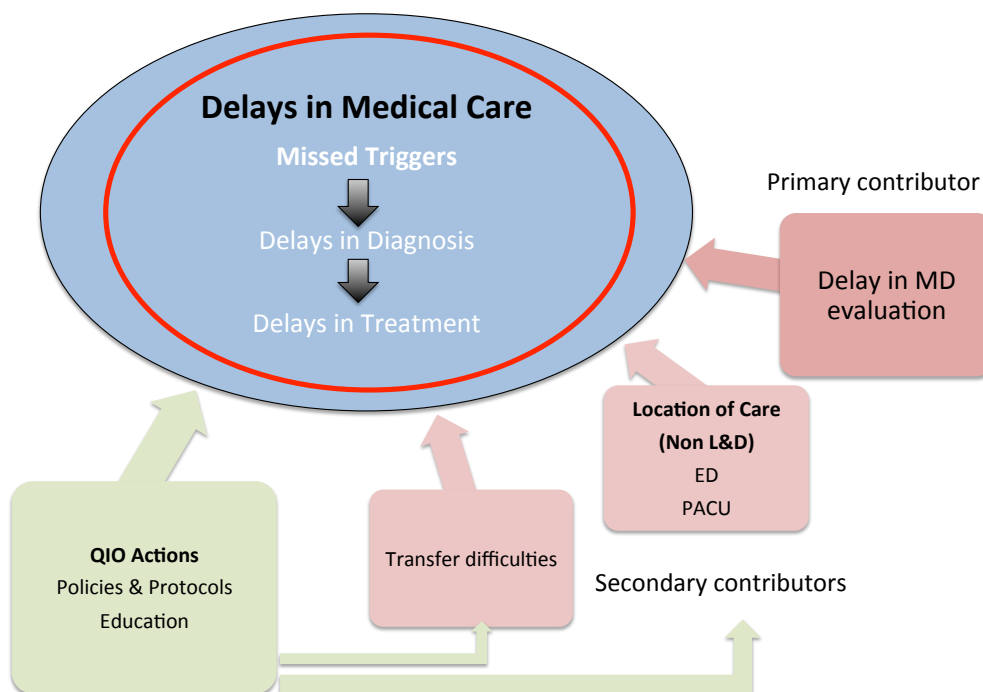 Delays in Medical Care
Missed Triggers
Delays in Diagnosis
Delays in Treatment
Primary contributor
Delay in MD
evaluation
Location of Care
(Non L&D)
ED
PACU
QIO Actions
Policies & Protocols
Education
Transfer difficulties
Secondary contributors